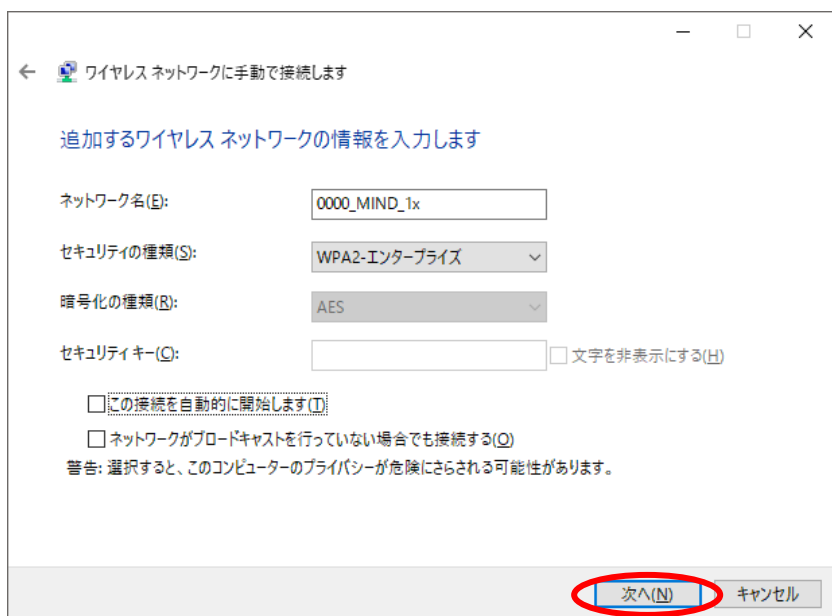 ワイヤレス ネットワークに手動で接続します
追加するワイヤレス ネットワークの情報を入力します
ネットワーク名(E):
0000_MIND_1x
セキュリティの種類(S):
WPA2-エンタープライズ
暗号化の種類(R):
AES
セキュリティ キー(C):
文字を非表示にする(H)
この接続を自動的に開始します(T)
ネットワークがブロードキャストを行っていない場合でも接続する(O)
警告: 選択すると、このコンピューターのプライバシーが危険にさらされる可能性があります。
次へ(N)
キャンセル